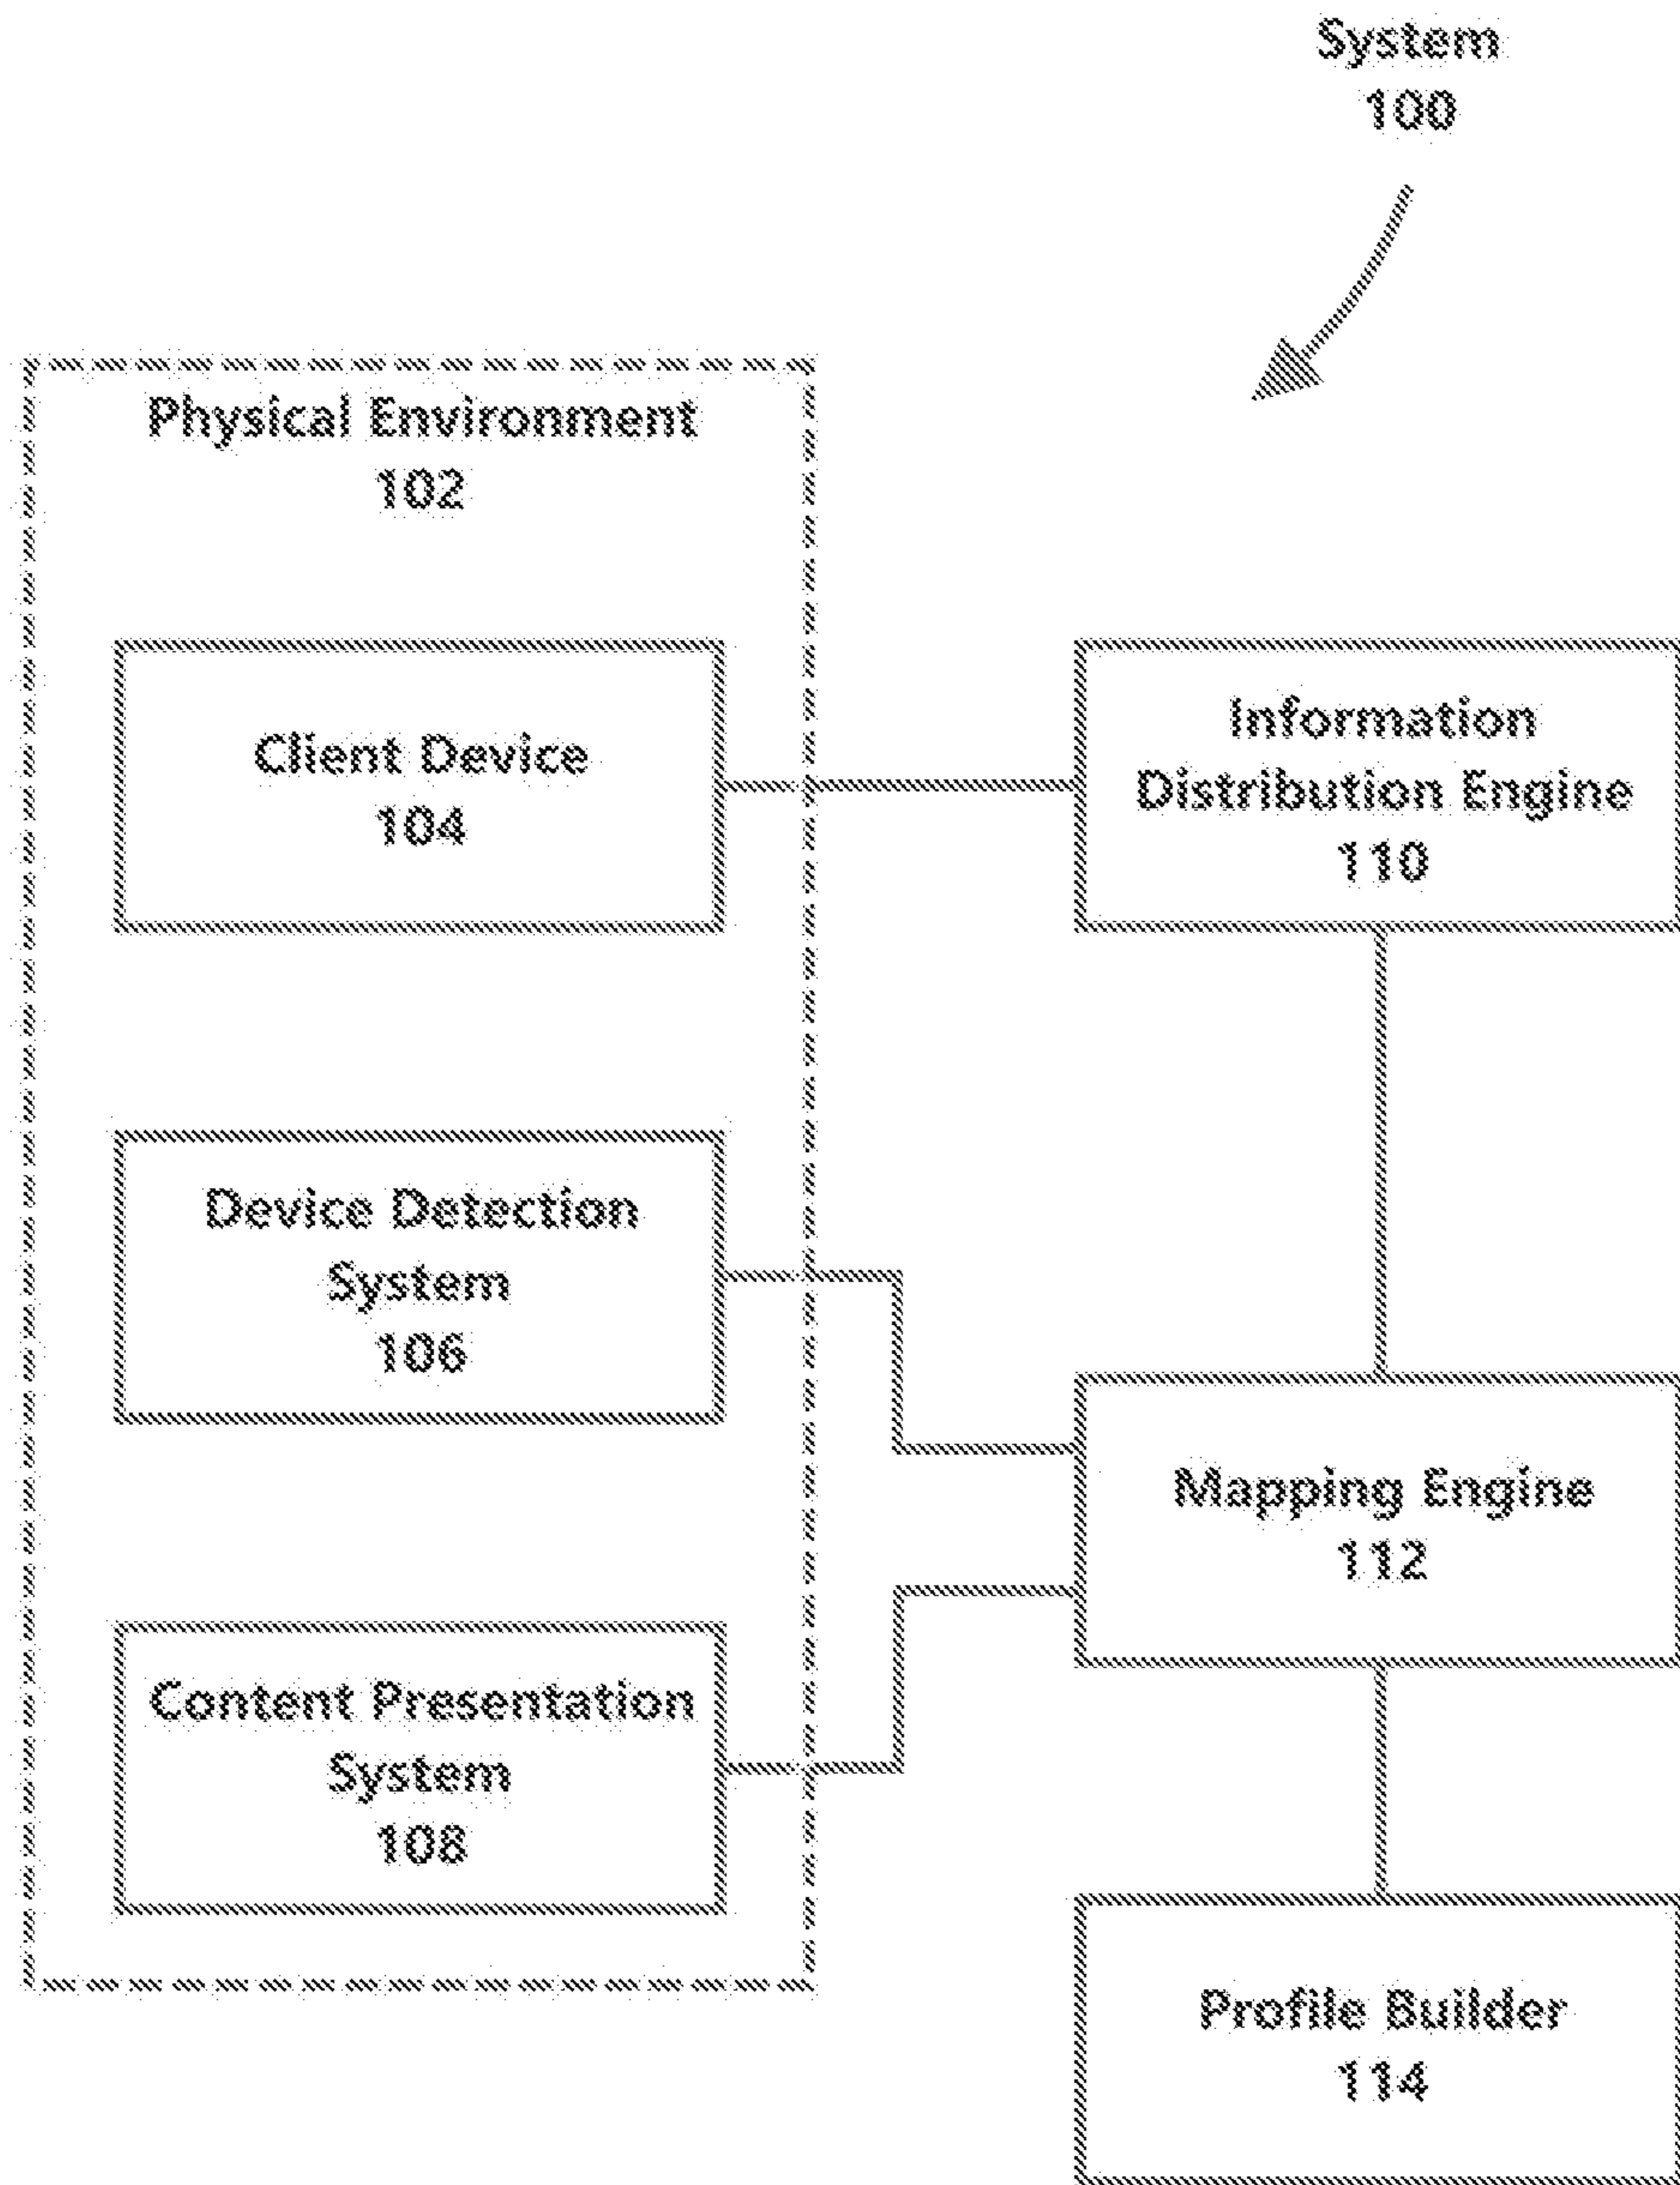 System
100
Physical Environment
102
Client Device
104
Information
Distribution Engine
110
Device Detection
System
106
Mapping Engine
112
Content Presentation
System
108
Profile Builder
114